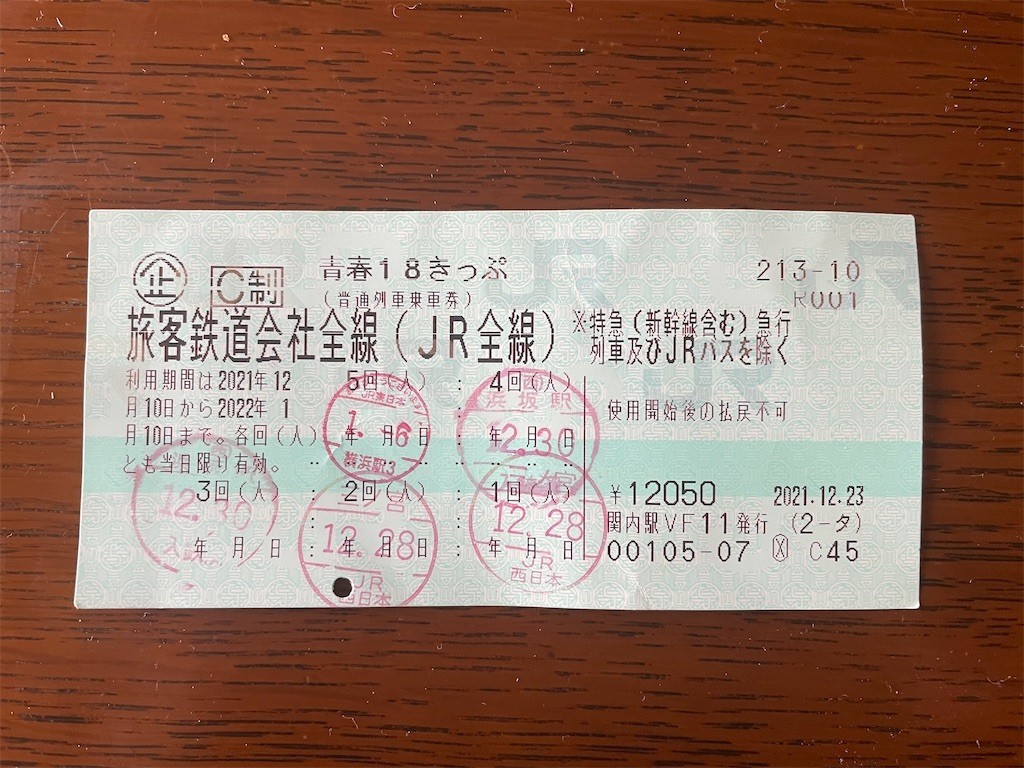 企 C制 青春18きっぷ 213-10
(普通列車乗車券) R001
旅客鉄道会社全線(JR全線) ※特急(新幹線含む)急行
列車及びJRバスを除く
利用期間は2021年12
月10日から2022年 1
月10日まで。各回(人)
とも当日限り有効。
5回(人) : 4回(人)
年 月 日 : 年 月 日
JR東日本
1.-6
浜坂駅
12.30
3回(人) : 2回(人) : 1回(人)
年 月 日 : 年 月 日 : 年 月 日
12.30
12.28
JR
西日本
12.28
JR
西日本
使用開始後の払戻不可
¥12050 2021.12.23
関内駅VF11発行 (2-タ)
00105-07 Ⓧ C45